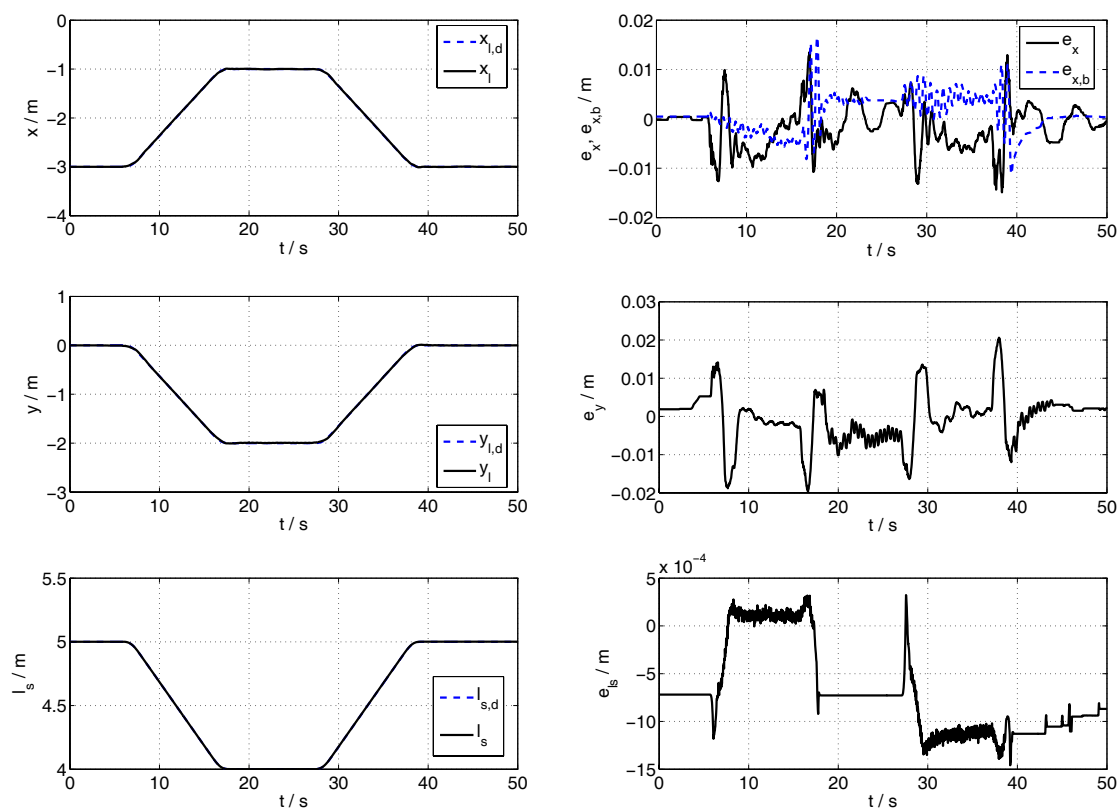 0
−1
−2
−3
−4
0 10 20 30 40 50
x / m
t / s
x_{l,d}
x_l
0.02
0.01
0
−0.01
−0.02
0 10 20 30 40 50
e_x, e_{x,b} / m
t / s
e_x
e_{x,b}
1
0
−1
−2
−3
0 10 20 30 40 50
y / m
t / s
y_{l,d}
y_l
0.03
0.02
0.01
0
−0.01
−0.02
0 10 20 30 40 50
e_y / m
t / s
5.5
5
4.5
4
0 10 20 30 40 50
l_s / m
t / s
l_{s,d}
l_s
x 10^{−4}
5
0
−5
−10
−15
0 10 20 30 40 50
e_{ls} / m
t / s